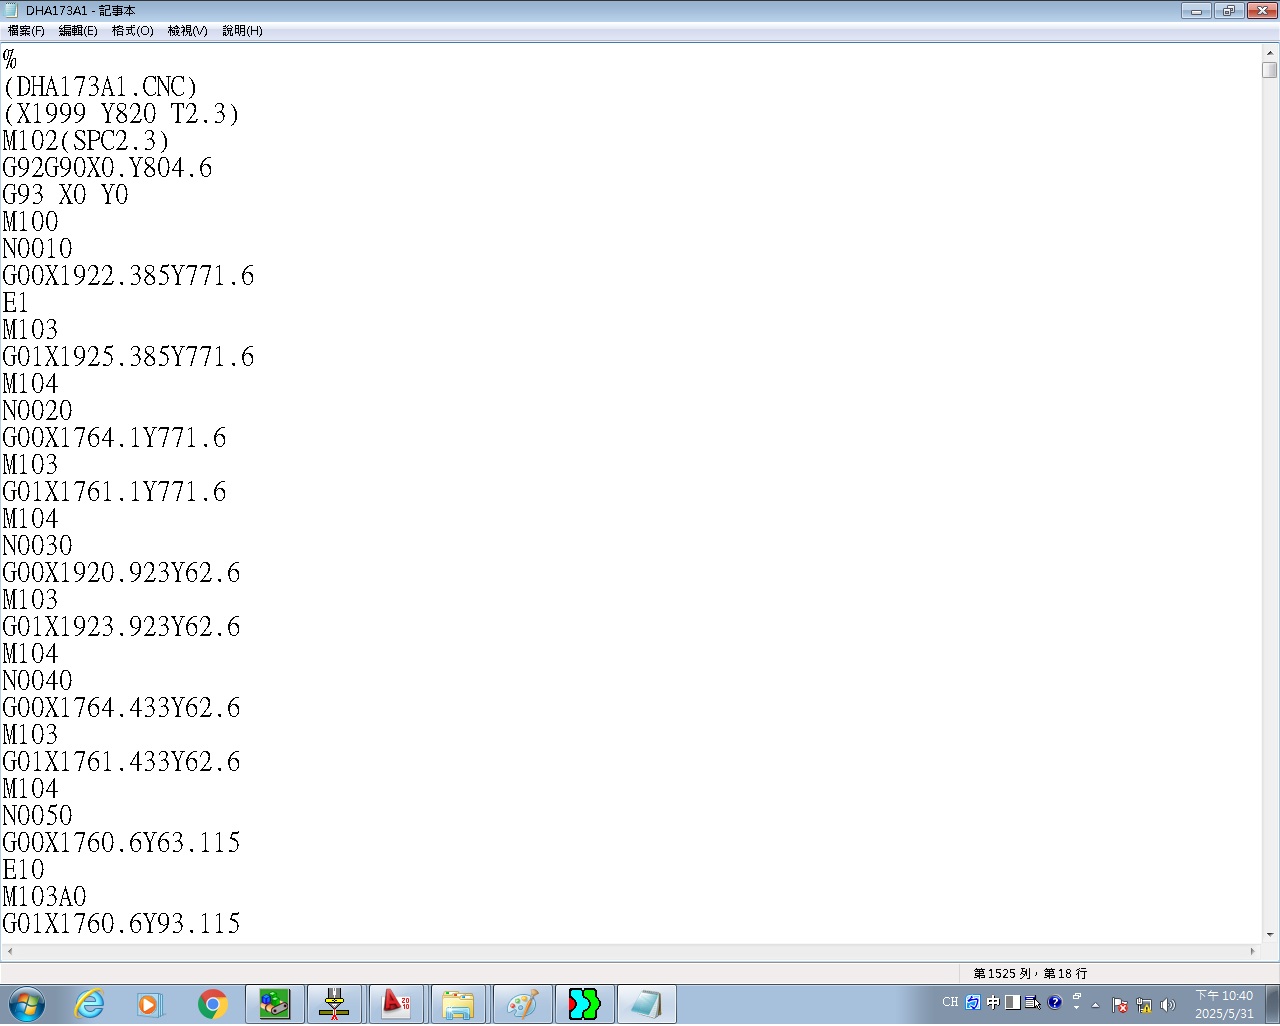 DHA173A1 - 記事本
檔案(F) 編輯(E) 格式(O) 檢視(V) 說明(H)
%
(DHA173A1.CNC)
(X1999 Y820 T2.3)
M102(SPC2.3)
G92G90X0.Y804.6
G93 X0 Y0
M100
N0010
G00X1922.385Y771.6
E1
M103
G01X1925.385Y771.6
M104
N0020
G00X1764.1Y771.6
M103
G01X1761.1Y771.6
M104
N0030
G00X1920.923Y62.6
M103
G01X1923.923Y62.6
M104
N0040
G00X1764.433Y62.6
M103
G01X1761.433Y62.6
M104
N0050
G00X1760.6Y63.115
E10
M103A0
G01X1760.6Y93.115
第 1525 列，第 18 行
CH 中
下午 10:40
2025/5/31